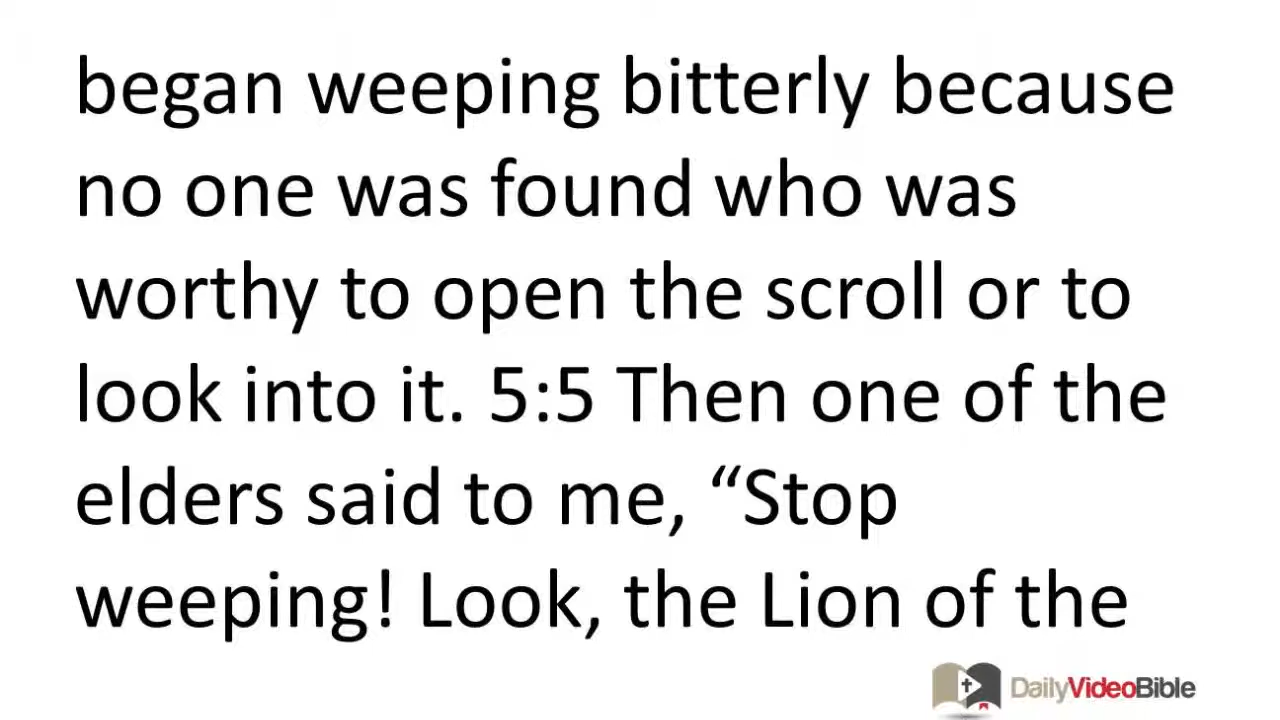 began weeping bitterly because
no one was found who was
worthy to open the scroll or to
look into it. 5:5 Then one of the
elders said to me, “Stop
weeping! Look, the Lion of the
DailyVideoBible